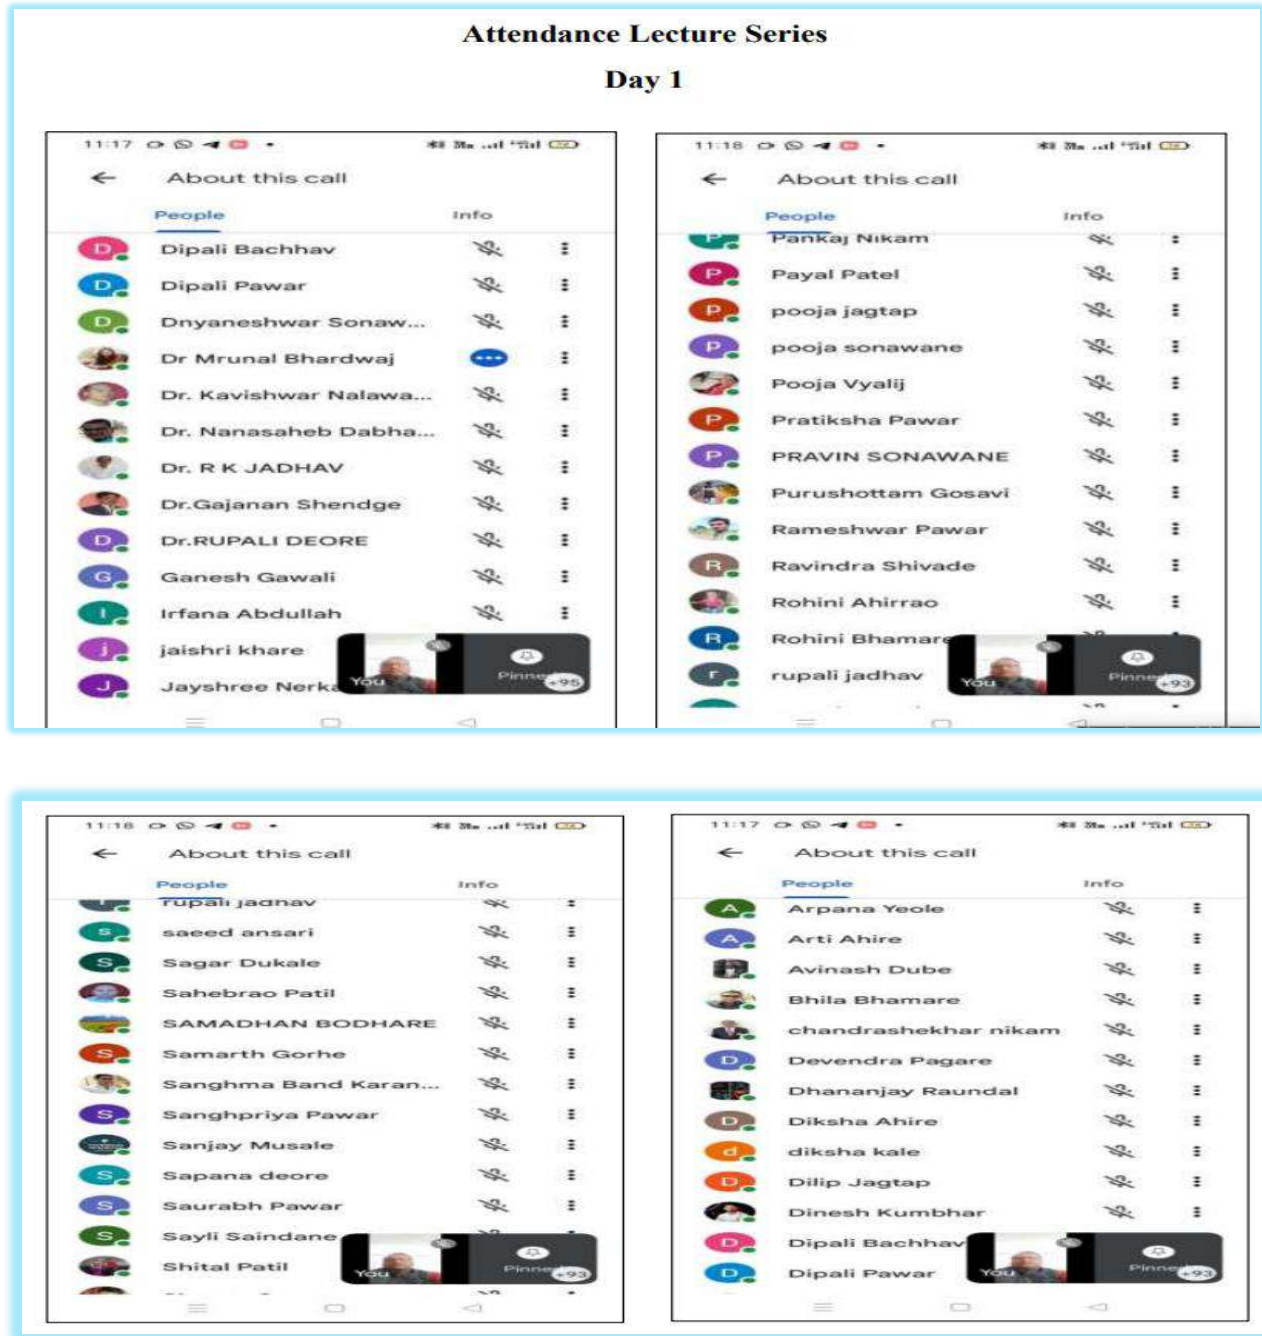 Attendance Lecture Series
Day 1
11:17
About this call
People Info
D Dipali Bachhav
D Dipali Pawar
D Dnyaneshwar Sonaw...
Dr Mrunal Bhardwaj
Dr. Kavishwar Nalawa...
Dr. Nanasaheb Dabha...
Dr. R K JADHAV
Dr.Gajanan Shendge
D Dr.RUPALI DEORE
G Ganesh Gawali
I Irfana Abdullah
j jaishri khare
J Jayshree Nerka
You Pinned +95
11:18
About this call
People Info
P Pankaj Nikam
P Payal Patel
P pooja jagtap
P pooja sonawane
Pooja Vyalij
P Pratiksha Pawar
P PRAVIN SONAWANE
Purushottam Gosavi
Rameshwar Pawar
R Ravindra Shivade
Rohini Ahirrao
R Rohini Bhamare
r rupali jadhav
You Pinned +93
11:18
About this call
People Info
r rupali jadhav
s saeed ansari
S Sagar Dukale
Sahebrao Patil
SAMADHAN BODHARE
S Samarth Gorhe
Sanghma Band Karan...
S Sanghpriya Pawar
Sanjay Musale
S Sapana deore
S Saurabh Pawar
S Sayli Saindane
Shital Patil
You Pinned +93
11:17
About this call
People Info
A Arpana Yeole
A Arti Ahire
Avinash Dube
Bhila Bhamare
chandrashekhar nikam
D Devendra Pagare
Dhananjay Raundal
D Diksha Ahire
d diksha kale
D Dilip Jagtap
Dinesh Kumbhar
D Dipali Bachhav
D Dipali Pawar
You Pinned +93